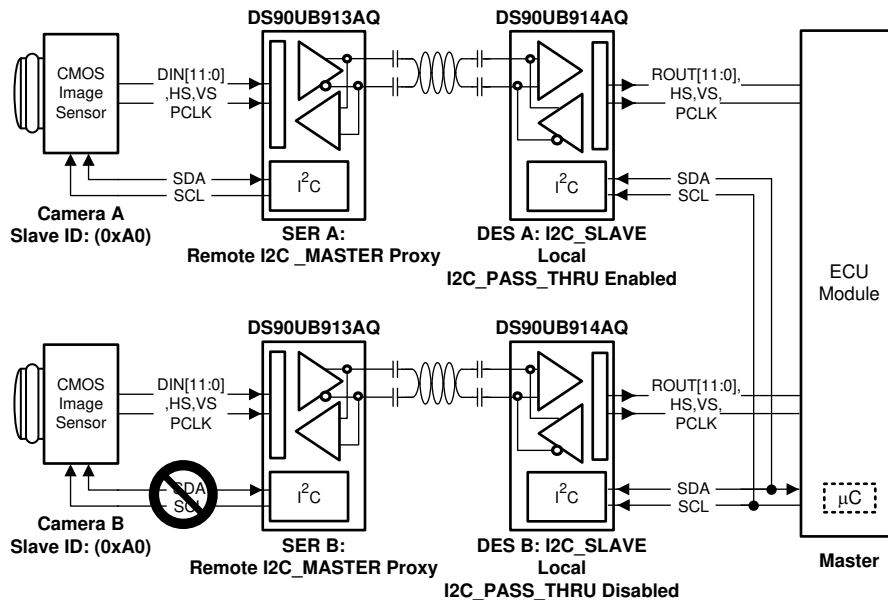 DS90UB913AQ
DS90UB914AQ
CMOS
Image
Sensor
DIN[11:0]
,HS,VS
PCLK
ROUT[11:0],
HS,VS,
PCLK
SDA
SCL
I²C
I²C
SDA
SCL
Camera A
Slave ID: (0xA0)
SER A:
Remote I2C _MASTER Proxy
DES A: I2C_SLAVE
Local
I2C_PASS_THRU Enabled
ECU
Module
DS90UB913AQ
DS90UB914AQ
CMOS
Image
Sensor
DIN[11:0]
,HS,VS
PCLK
ROUT[11:0],
HS,VS,
PCLK
SDA
SCL
I²C
I²C
SDA
SCL
µC
Camera B
Slave ID: (0xA0)
SER B:
Remote I2C_MASTER Proxy
DES B: I2C_SLAVE
Local
I2C_PASS_THRU Disabled
Master